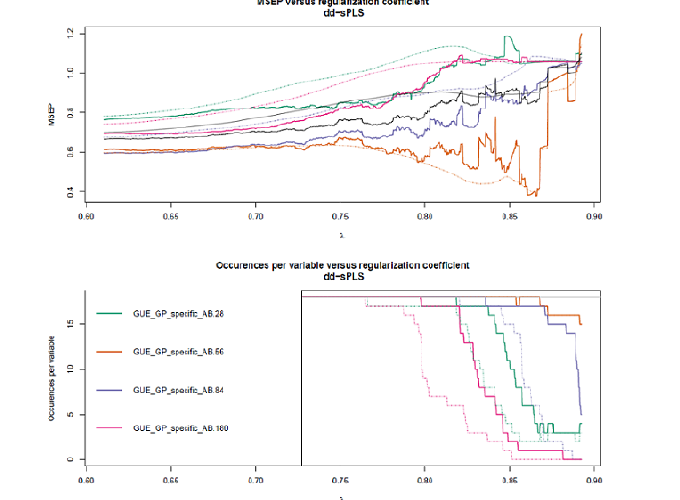 MSEP versus regularization coefficient
dd-sPLS
MSEP
0.4
0.6
0.8
1.0
1.2
0.60
0.65
0.70
0.75
0.80
0.85
0.90
λ
Occurences per variable versus regularization coefficient
dd-sPLS
Occurences per variable
0
5
10
15
GUE_GP_specific_AB.28
GUE_GP_specific_AB.56
GUE_GP_specific_AB.84
GUE_GP_specific_AB.180
0.60
0.65
0.70
0.75
0.80
0.85
0.90